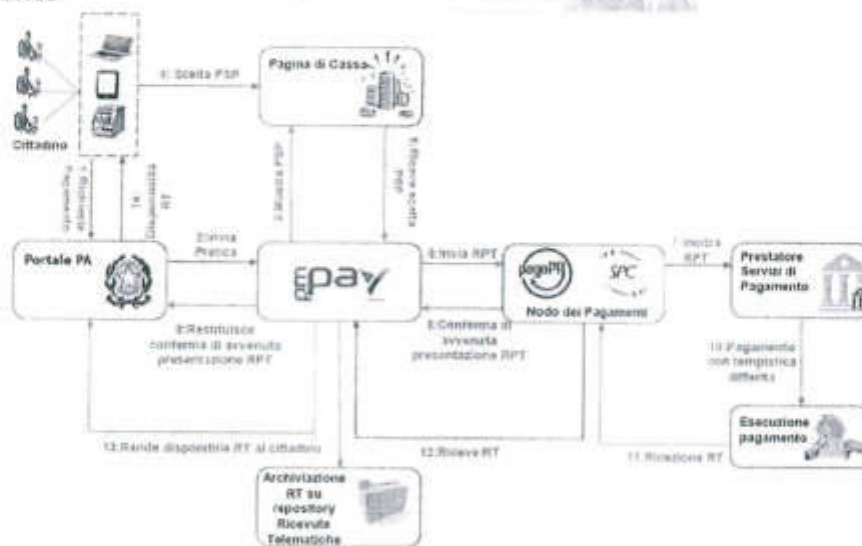 4: Scelta PSP
Pagina di Cassa
Cittadino
1: Richiesta
Pagamento
14:
RT
3: Mostra PSP
5: Riceve scelta
PSP
Portale PA
2: Invia
Pratica
pay
6: Invia RPT
pagoPA
SPC
Nodo dei Pagamenti
7: Inoltra
RPT
Prestatore
Servizi di
Pagamento
9: Restituisce
conferma di avvenuta
presentazione RPT
8: Conferma di
avvenuta
presentazione RPT
10: Pagamento
con tempistica
differita
Esecuzione
pagamento
13: Rende disponibile RT al cittadino
12: Riceve RT
11: Ricezione RT
Archiviazione
RT su
repository
Ricevute
Telematiche